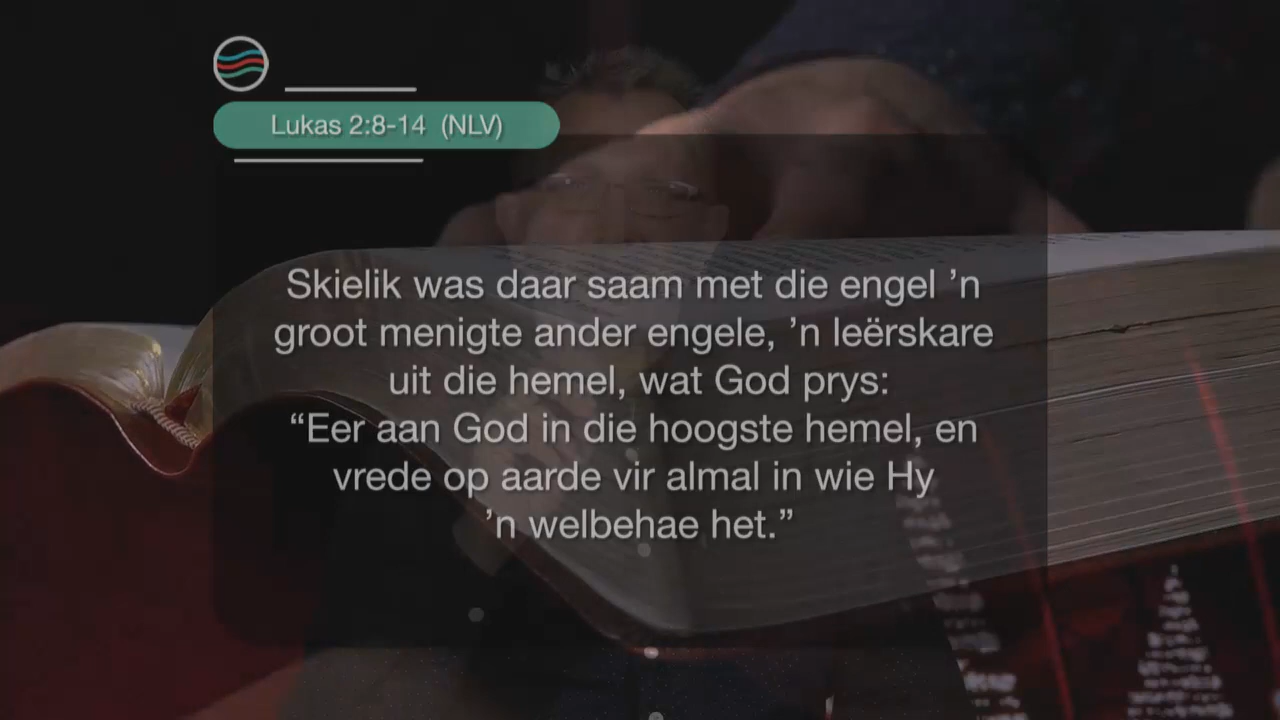 Lukas 2:8-14 (NLV)
Skielik was daar saam met die engel ’n
groot menigte ander engele, ’n leërskare
uit die hemel, wat God prys:
“Eer aan God in die hoogste hemel, en
vrede op aarde vir almal in wie Hy
’n welbehae het.”